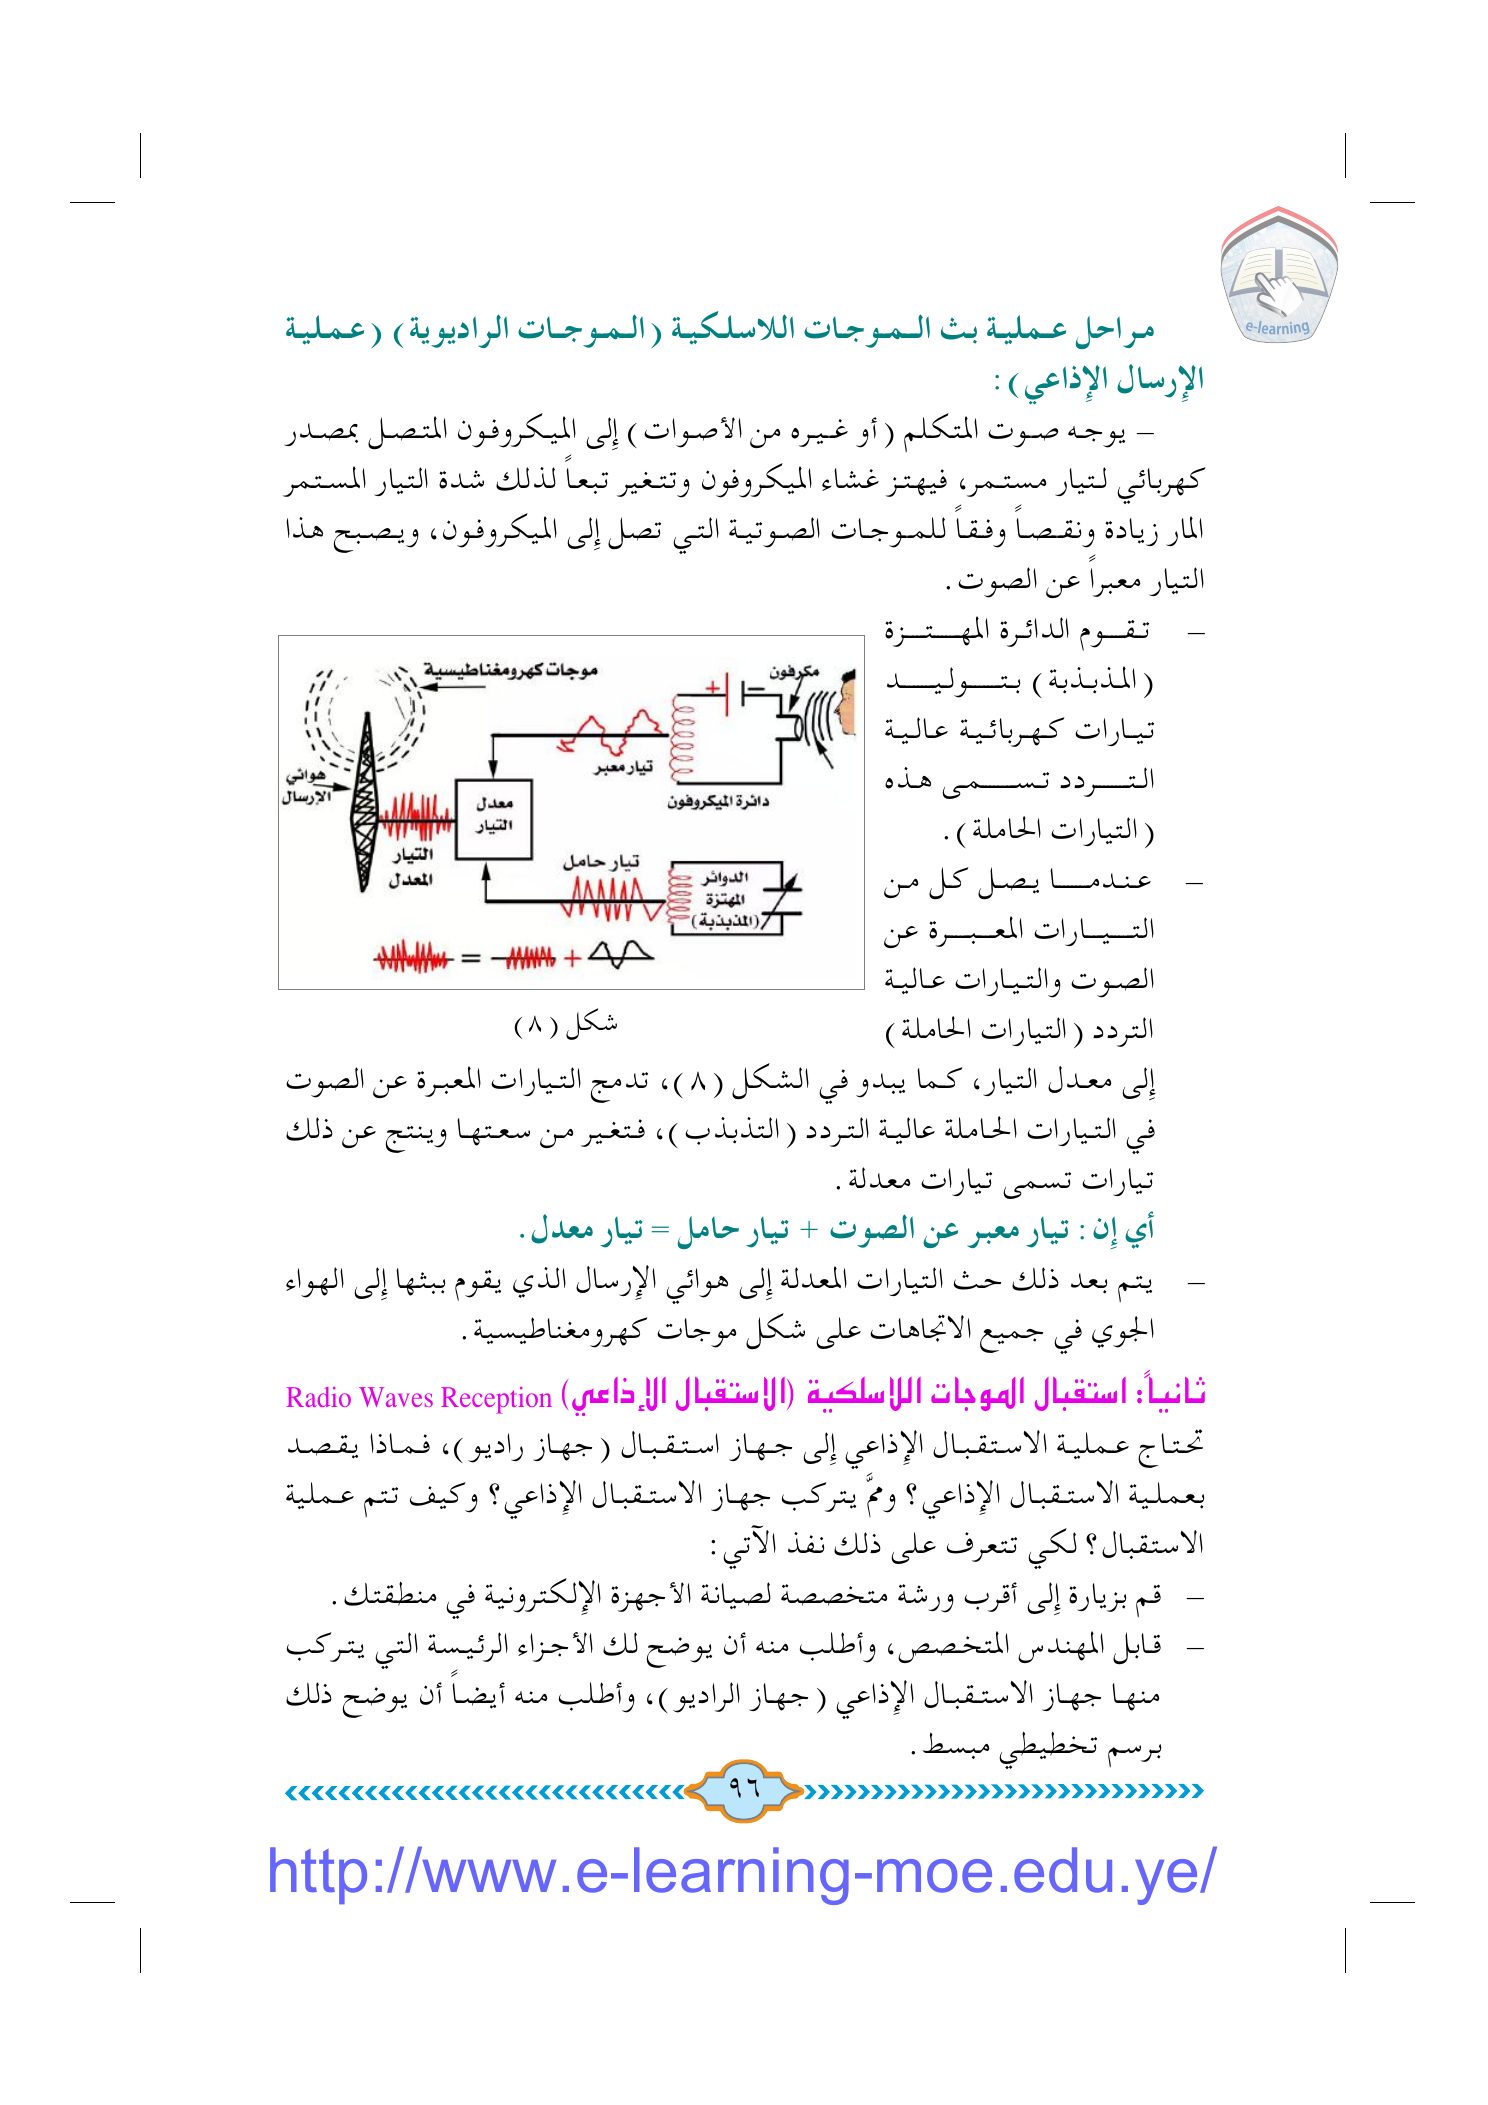 e-learning
مراحل عملية بث الموجات اللاسلكية (الموجات الراديوية) (عملية
الإرسال الإذاعي):
– يوجه صوت المتكلم (أو غيره من الأصوات) إلى الميكروفون المتصل بمصدر
كهربائي لتيار مستمر، فيهتز غشاء الميكروفون وتتغير تبعاً لذلك شدة التيار المستمر
المار زيادة ونقصاً وفقاً للموجات الصوتية التي تصل إلى الميكروفون، ويصبح هذا
التيار معبراً عن الصوت.
– تقوم الدائرة المهتزة
(المذبذبة) بتوليد
تيارات كهربائية عالية
التردد تسمى هذه
(التيارات الحاملة).
– عندما يصل كل من
التيارات المعبرة عن
الصوت والتيارات عالية
التردد (التيارات الحاملة)
مكرفون
موجات كهرومغناطيسية
+ –
تيار معبر
دائرة الميكروفون
هوائي
الإرسال
معدل
التيار
التيار
المعدل
تيار حامل
الدوائر
المهتزة
(المذبذبة)
= +
شكل (٨)
إلى معدل التيار، كما يبدو في الشكل (٨)، تدمج التيارات المعبرة عن الصوت
في التيارات الحاملة عالية التردد (التذبذب)، فتغير من سعتها وينتج عن ذلك
تيارات تسمى تيارات معدلة.
أي إن: تيار معبر عن الصوت + تيار حامل = تيار معدل.
– يتم بعد ذلك حث التيارات المعدلة إلى هوائي الإرسال الذي يقوم ببثها إلى الهواء
الجوي في جميع الاتجاهات على شكل موجات كهرومغناطيسية.
ثانياً: استقبال الموجات اللاسلكية (الاستقبال الإذاعي) Radio Waves Reception
تحتاج عملية الاستقبال الإذاعي إلى جهاز استقبال (جهاز راديو)، فماذا يقصد
بعملية الاستقبال الإذاعي؟ وممَّ يتركب جهاز الاستقبال الإذاعي؟ وكيف تتم عملية
الاستقبال؟ لكي تتعرف على ذلك نفذ الآتي:
– قم بزيارة إلى أقرب ورشة متخصصة لصيانة الأجهزة الإلكترونية في منطقتك.
– قابل المهندس المتخصص، وأطلب منه أن يوضح لك الأجزاء الرئيسة التي يتركب
منها جهاز الاستقبال الإذاعي (جهاز الراديو)، وأطلب منه أيضاً أن يوضح ذلك
برسم تخطيطي مبسط.
٩٦
http://www.e-learning-moe.edu.ye/